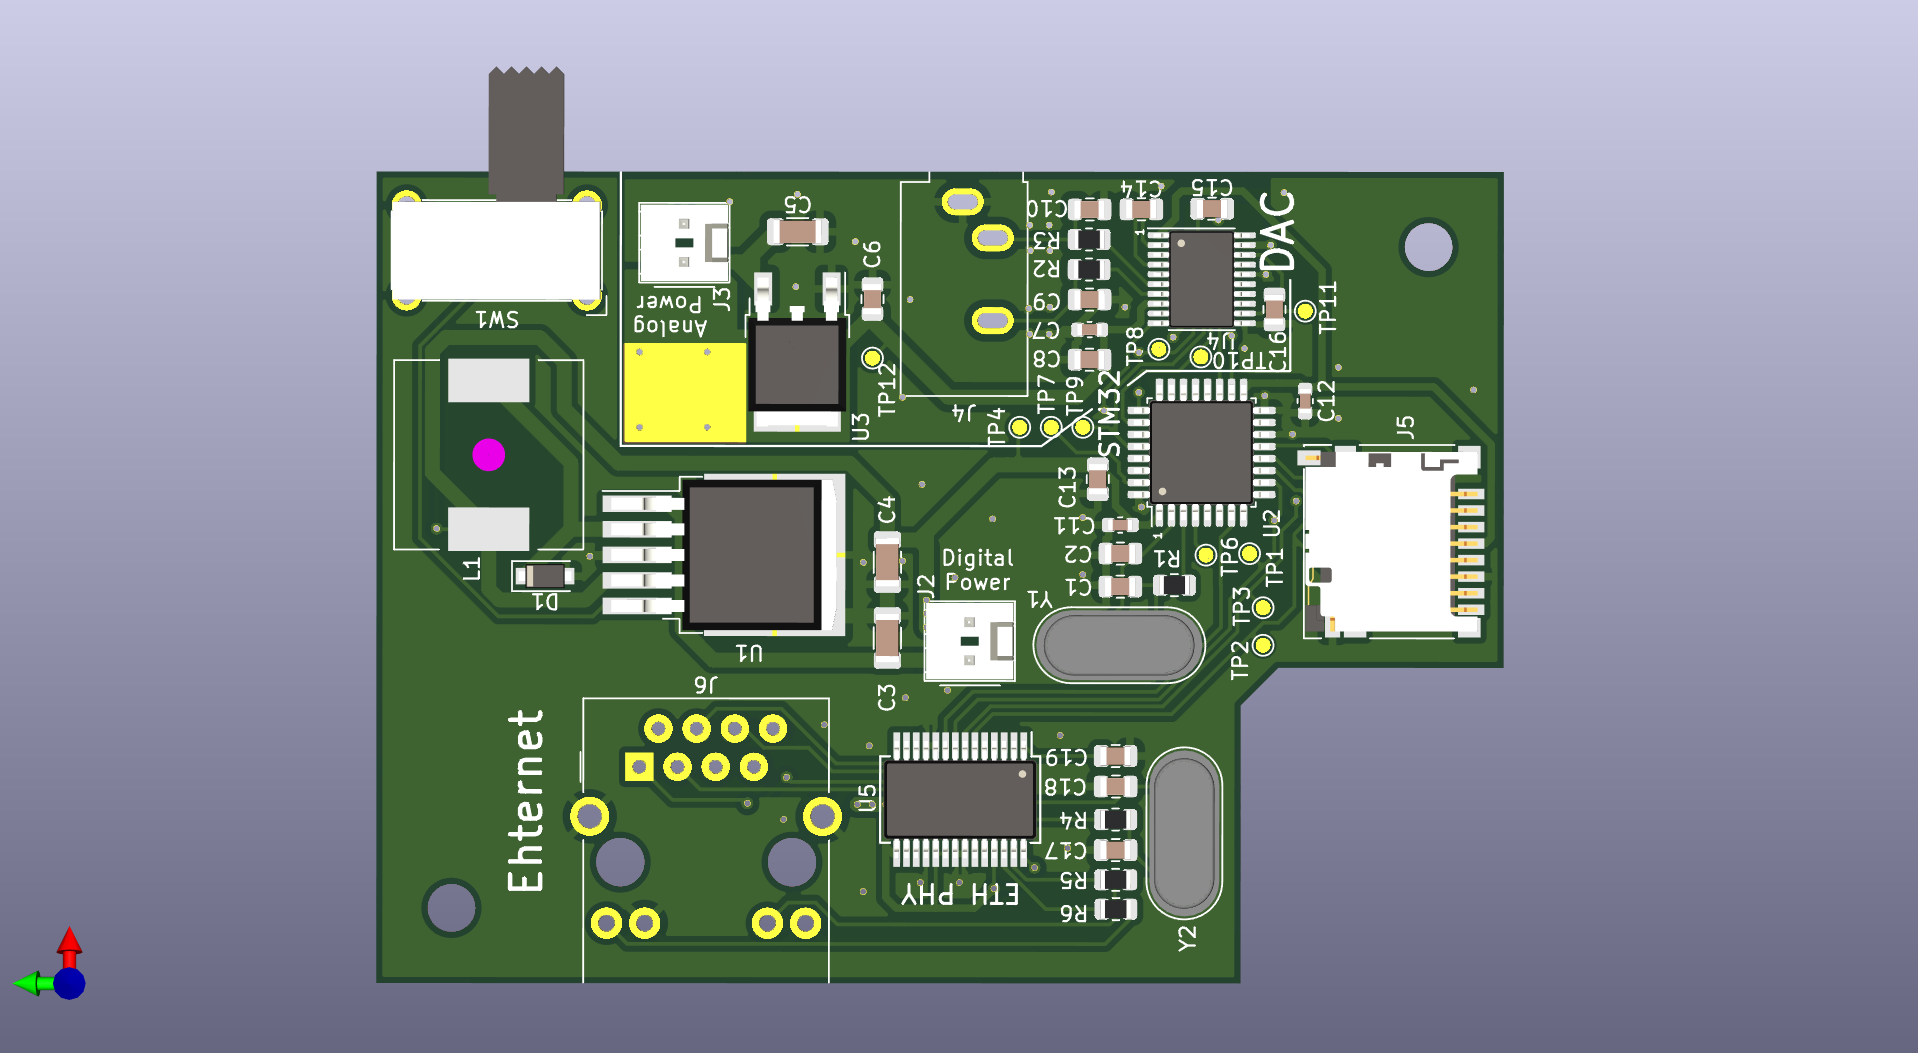 C5
C6
J3
Analog
Power
SW1
TP12
U3
J4
C10
C14
C15
R3
R2
C9
C7
C8
1
DAC
TP8
U4
TP10
C16
TP11
TP4
TP7
TP9
STM32
C12
J5
C13
C11
C2
C1
1
R1
TP6
TP1
U2
TP3
TP2
L1
D1
U1
C4
C3
Digital
Power
J2
Y1
J6
Ehternet
U5
ETH PHY
C19
C18
R4
C17
R5
R6
Y2